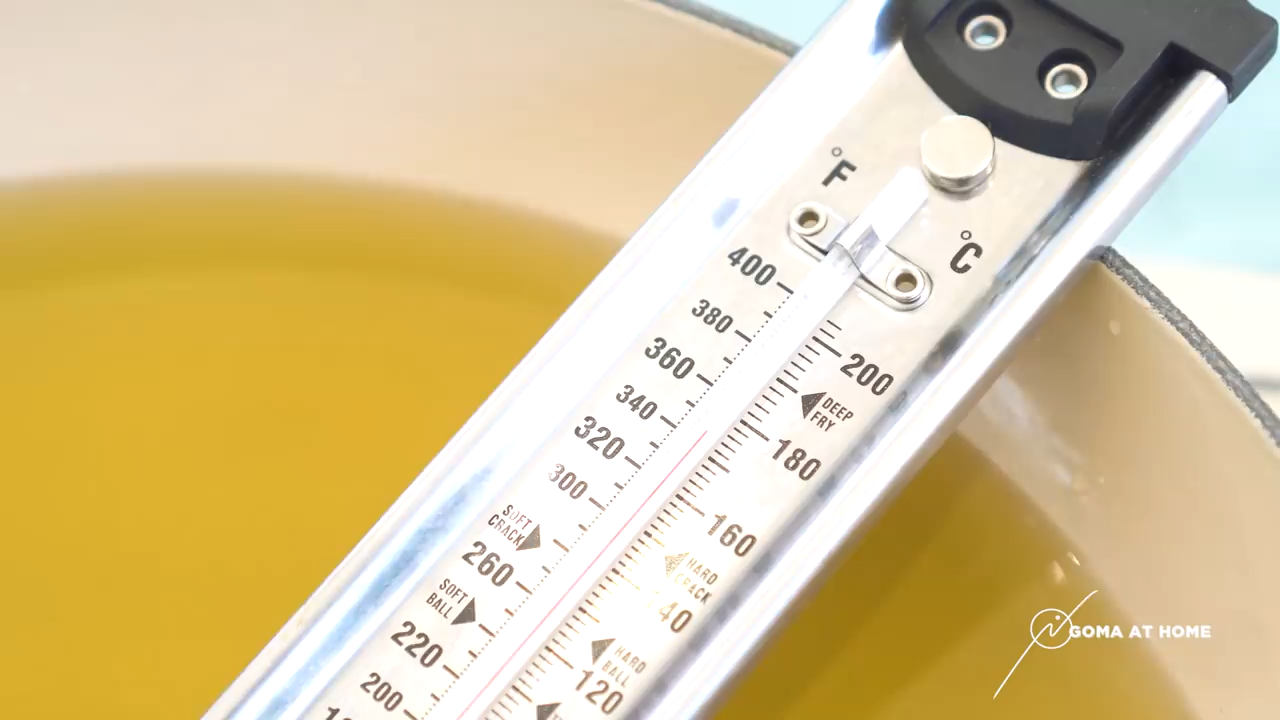 °F
°C
400
380
360
340
320
300
SOFT
CRACK
260
SOFT
BALL
220
200
200
DEEP
FRY
180
160
HARD
CRACK
140
HARD
BALL
120
GOMA AT HOME